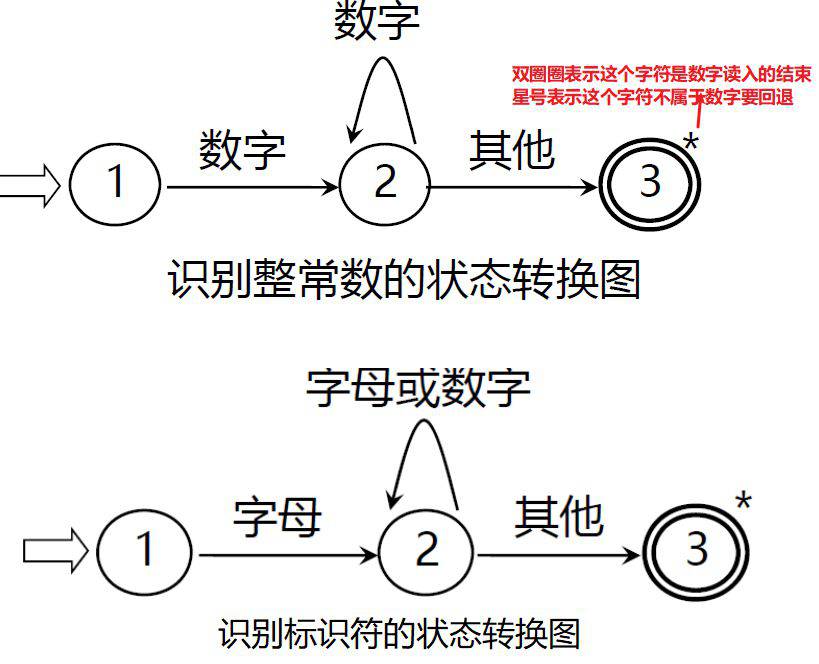 数字
双圈圈表示这个字符是数字读入的结束
星号表示这个字符不属于数字要回退
1 数字 2 其他 3 *
识别整常数的状态转换图
字母或数字
1 字母 2 其他 3 *
识别标识符的状态转换图